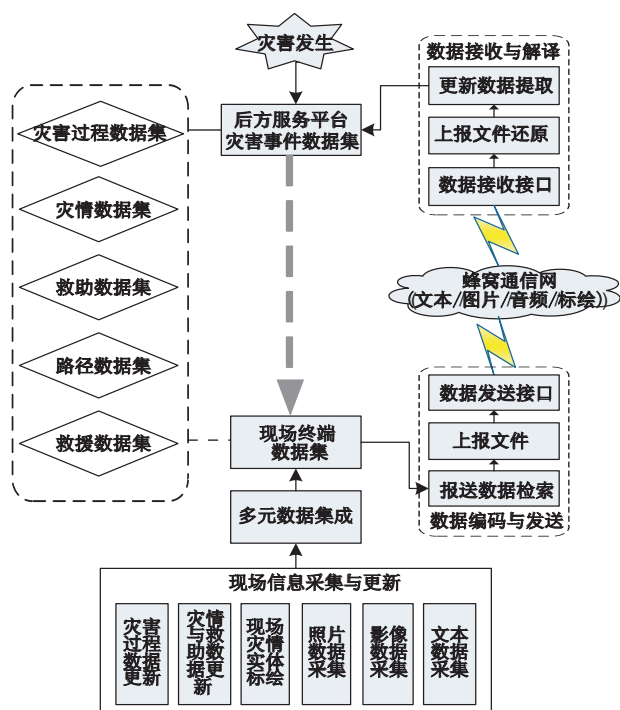 灾害发生
后方服务平台
灾害事件数据集
灾害过程数据集
灾情数据集
救助数据集
路径数据集
救援数据集
数据接收与解译
更新数据提取
上报文件还原
数据接收接口
蜂窝通信网
(文本//图片//音频//标绘))
数据发送接口
上报文件
报送数据检索
数据编码与发送
现场终端
数据集
多元数据集成
现场信息采集与更新
灾害
过程
数据
更新
灾情
与救
助数
据更
新
现场
灾情
实体
标绘
照片
数据
采集
影像
数据
采集
文本
数据
采集